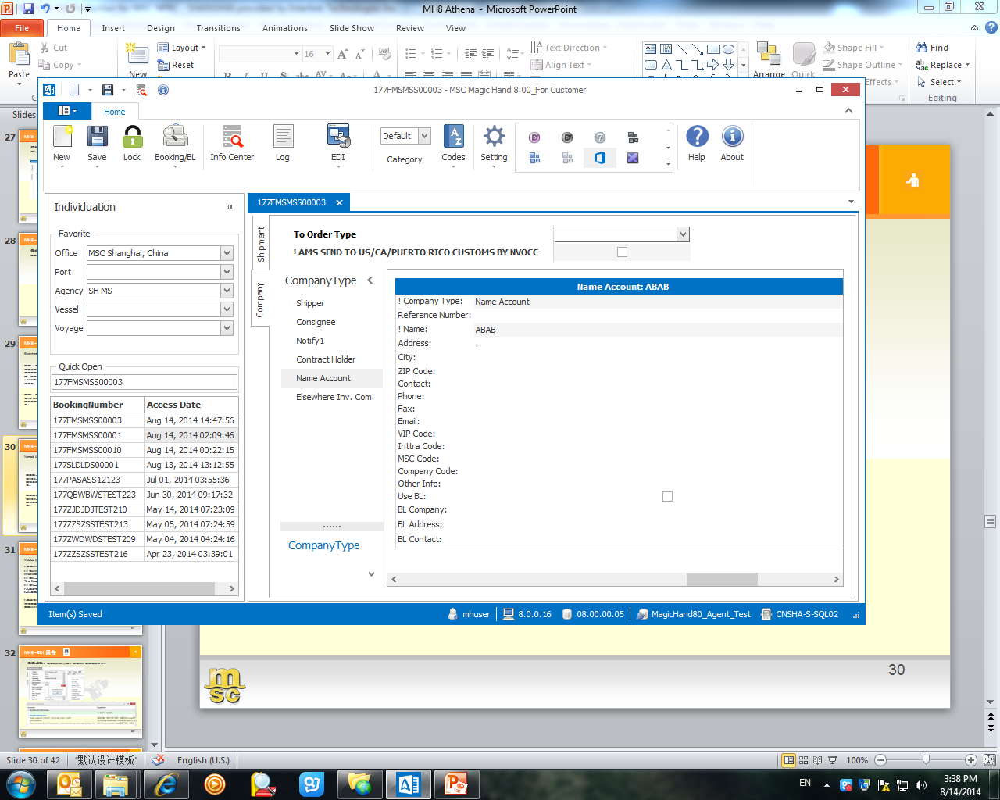 MH8 Athena - Microsoft PowerPoint
File Home Insert Design Transitions Animations Slide Show Review View
Paste
Cut
Copy
New
Layout
Reset
16
Text Direction
Align Text
Arrange
Quick
Shape Fill
Shape Outline
Effects
Find
Replace
Select
Editing
Slides
27
28
29
30
31
32
177FMSMSS00003 - MSC Magic Hand 8.00_For Customer
Home
New
Save
Lock
Booking/BL
Info Center
Log
EDI
Default
Category
Codes
Setting
Help
About
Individuation
Favorite
Office MSC Shanghai, China
Port
Agency SH MS
Vessel
Voyage
Quick Open
177FMSMSS00003
BookingNumber Access Date
177FMSMSS00003 Aug 14, 2014 14:47:56
177FMSMSS00001 Aug 14, 2014 02:09:46
177FMSMSS00010 Aug 14, 2014 00:22:15
177SLDLDS00001 Aug 13, 2014 13:12:55
177PASASS12123 Jul 01, 2014 03:55:36
177QBWBWSTEST223 Jun 30, 2014 09:17:32
177ZJDJDJTEST210 May 14, 2014 07:23:09
177ZZSZSSTEST213 May 05, 2014 07:24:59
177ZWDWDSTEST209 May 04, 2014 04:24:16
177ZZSZSSTEST216 Apr 23, 2014 03:39:01
177FMSMSS00003
Shipment
Company
To Order Type
! AMS SEND TO US/CA/PUERTO RICO CUSTOMS BY NVOCC
CompanyType
Shipper
Consignee
Notify1
Contract Holder
Name Account
Elsewhere Inv. Com.
CompanyType
Name Account: ABAB
! Company Type: Name Account
Reference Number:
! Name: ABAB
Address: .
City:
ZIP Code:
Contact:
Phone:
Fax:
Email:
VIP Code:
Inttra Code:
MSC Code:
Company Code:
Other Info:
Use BL:
BL Company:
BL Address:
BL Contact:
Item(s) Saved
mhuser
8.0.0.16
08.00.00.05
MagicHand80_Agent_Test
CNSHA-S-SQL02
msc
30
Slide 30 of 42 "默认设计模板" English (U.S.) 100%
EN
3:38 PM
8/14/2014